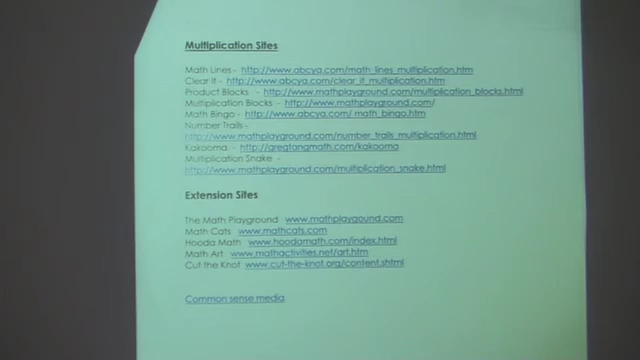 Multiplication Sites
Math Lines - http://www.abcya.com/math_lines_multiplication.htm
Clear It - http://www.abcya.com/clear_it_multiplication.htm
Product Blocks - http://www.mathplayground.com/multiplication_blocks.html
Multiplication Blocks - http://www.mathplayground.com/
Math Bingo - http://www.abcya.com/ math_bingo.htm
Number Trails -
http://www.mathplayground.com/number_trails_multiplication.html
Kakooma - http://gregtangmath.com/kakooma
Multiplication Snake -
http://www.mathplayground.com/multiplication_snake.html
Extension Sites
The Math Playground www.mathplaygound.com
Math Cats www.mathcats.com
Hooda Math www.hoodamath.com/index.html
Math Art www.mathactivities.net/art.htm
Cut the Knot www.cut-the-knot.org/content.shtml
Common sense media